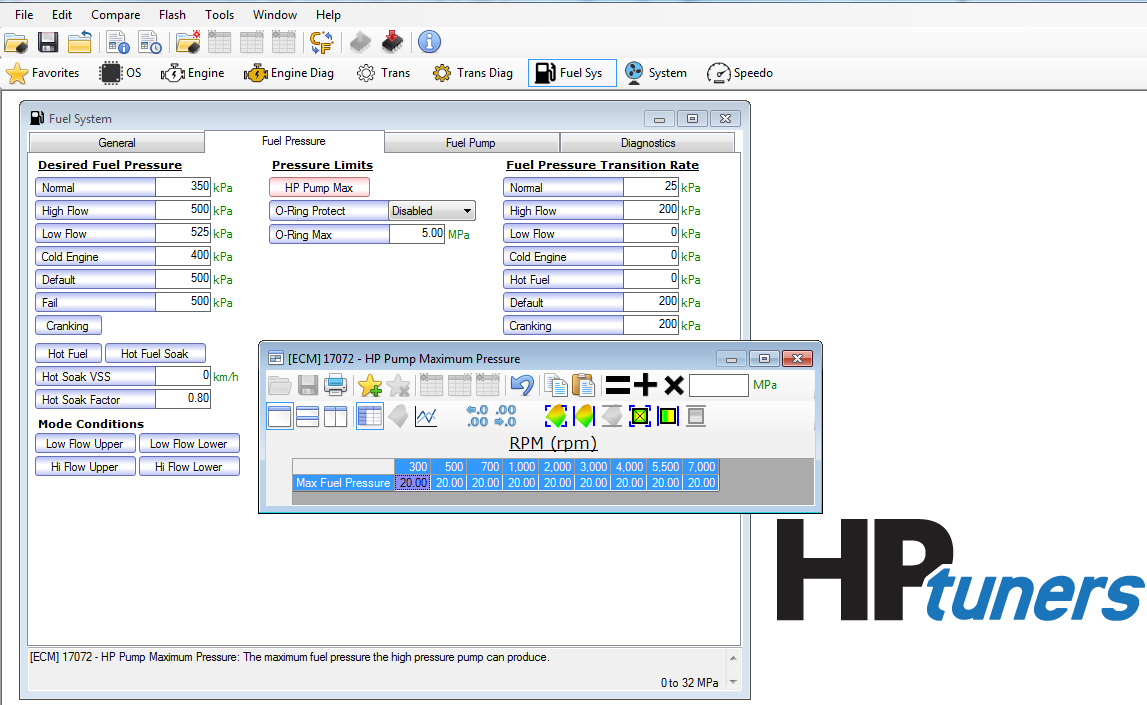 File Edit Compare Flash Tools Window Help
Favorites OS Engine Engine Diag Trans Trans Diag Fuel Sys System Speedo
Fuel System
General Fuel Pressure Fuel Pump Diagnostics
Desired Fuel Pressure Pressure Limits Fuel Pressure Transition Rate
Normal 350 kPa HP Pump Max Normal 25 kPa
High Flow 500 kPa O-Ring Protect Disabled High Flow 200 kPa
Low Flow 525 kPa O-Ring Max 5.00 MPa Low Flow 0 kPa
Cold Engine 400 kPa Cold Engine 0 kPa
Default 500 kPa Hot Fuel 0 kPa
Fail 500 kPa Default 200 kPa
Cranking Cranking 200 kPa
Hot Fuel Hot Fuel Soak
Hot Soak VSS 0 km/h
Hot Soak Factor 0.80
Mode Conditions
Low Flow Upper Low Flow Lower
Hi Flow Upper Hi Flow Lower
[ECM] 17072 - HP Pump Maximum Pressure
MPa
←.0 .00
.00 →.0
RPM (rpm)
300 500 700 1,000 2,000 3,000 4,000 5,500 7,000
Max Fuel Pressure 20.00 20.00 20.00 20.00 20.00 20.00 20.00 20.00 20.00
HPtuners
[ECM] 17072 - HP Pump Maximum Pressure: The maximum fuel pressure the high pressure pump can produce.
0 to 32 MPa